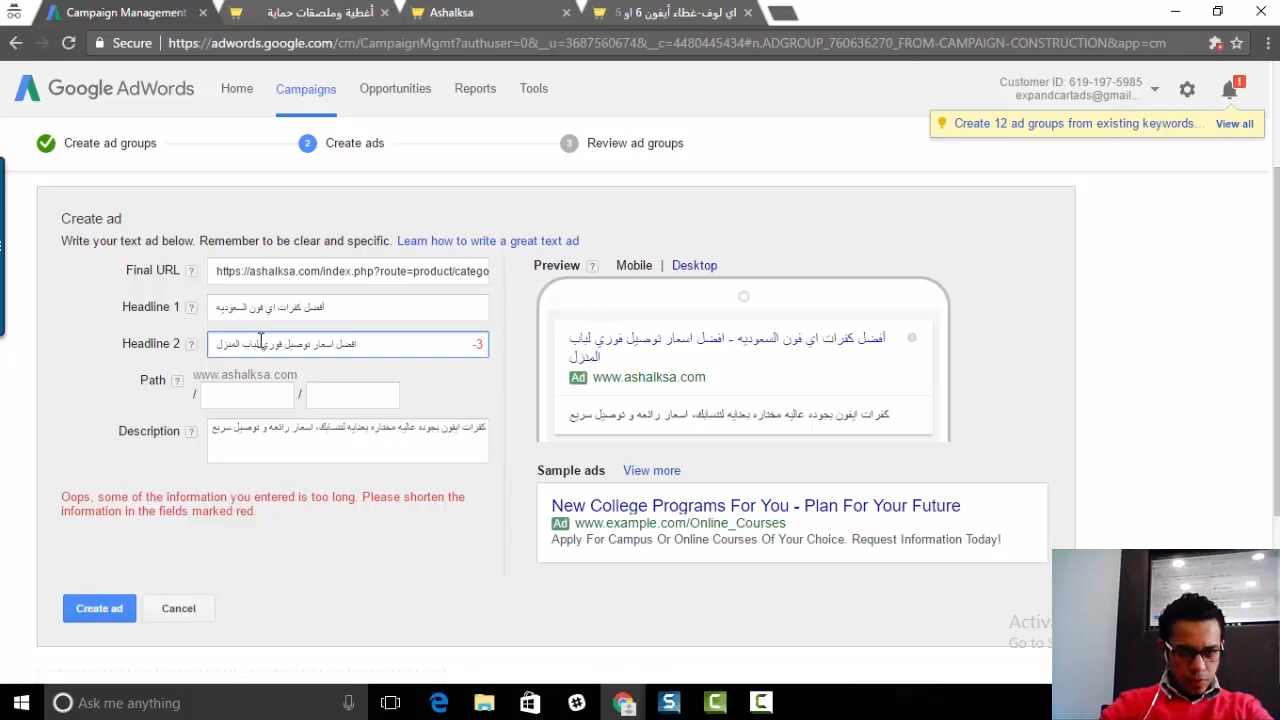 Campaign Management
أغطية وملصقات حماية
Ashalksa
اي لوف-غطاء أيفون 6 او 6
Secure
https://adwords.google.com/cm/CampaignMgmt?authuser=0&__u=36875606674&__c=4480445434#n.ADGROUP_760636270_FROM-CAMPAIGN-CONSTRUCTION&app=cm
Google AdWords
Home
Campaigns
Opportunities
Reports
Tools
Customer ID: 619-197-5985
expandcartads@gmail...
!
Create 12 ad groups from existing keywords... View all
Create ad groups
2 Create ads
3 Review ad groups
Create ad
Write your text ad below. Remember to be clear and specific. Learn how to write a great text ad
Final URL ? https://ashalksa.com/index.php?route=product/catego
Headline 1 ? أفضل كفرات اي فون السعوديه
Headline 2 ? افضل اسعار توصيل فوري لباب المنزل -3
Path ? www.ashalksa.com
/ /
Description ? كفرات ايفون بجوده عاليه مختاره بعنايه لتتسابك، اسعار رائعه و توصيل سريع
Oops, some of the information you entered is too long. Please shorten the
information in the fields marked red.
Create ad
Cancel
Preview ? Mobile | Desktop
أفضل كفرات اي فون السعوديه - افضل اسعار توصيل فوري لباب
المنزل
Ad www.ashalksa.com
كفرات ايفون بجوده عاليه مختاره بعنايه لتتسابك، اسعار رائعه و توصيل سريع
Sample ads View more
New College Programs For You - Plan For Your Future
Ad www.example.com/Online_Courses
Apply For Campus Or Online Courses Of Your Choice. Request Information Today!
Activ
Go to S
Ask me anything